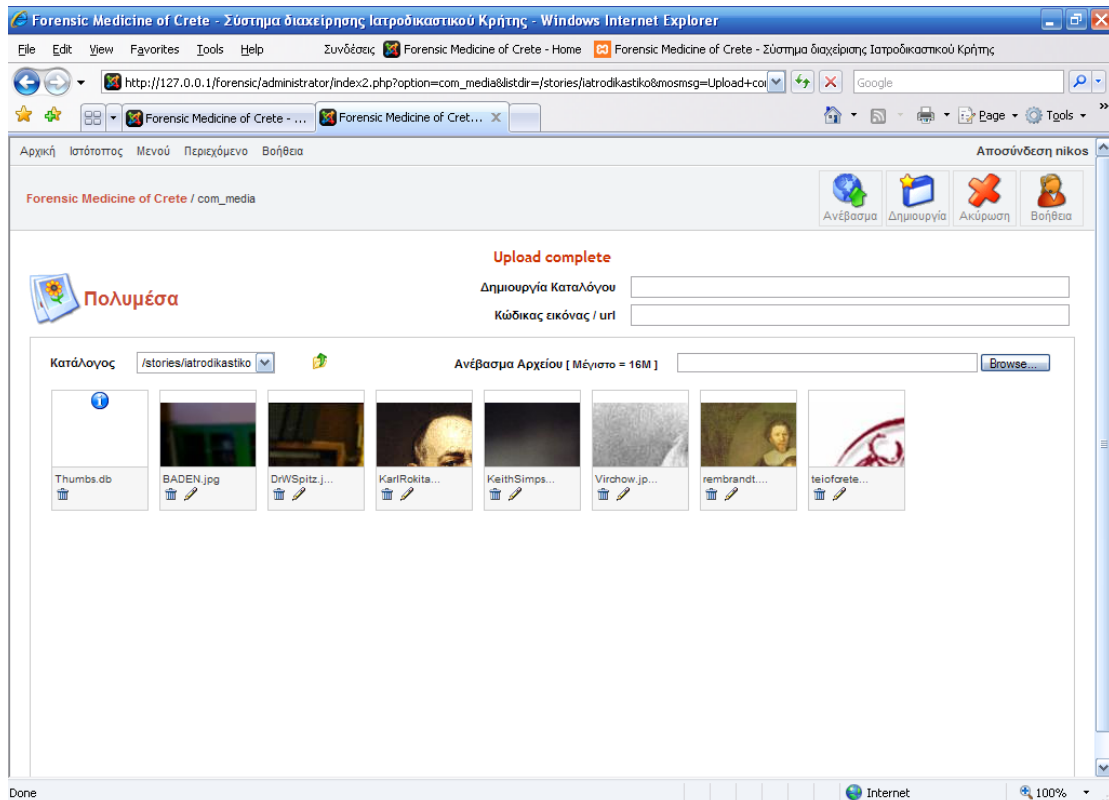 Forensic Medicine of Crete - Σύστημα διαχείρησης Ιατροδικαστικού Κρήτης - Windows Internet Explorer
File Edit View Favorites Tools Help Συνδέσεις Forensic Medicine of Crete - Home Forensic Medicine of Crete - Σύστημα διαχείρισης Ιατροδικαστικού Κρήτης
http://127.0.0.1/forensic/administrator/index2.php?option=com_media&listdir=/stories/iatrodikastiko&mosmsg=Upload+co Google
Forensic Medicine of Crete - ... Forensic Medicine of Cret... X Page Tools »
Αρχική Ιστότοπος Μενού Περιεχόμενο Βοήθεια Αποσύνδεση nikos
Forensic Medicine of Crete / com_media
Ανέβασμα Δημιουργία Ακύρωση Βοήθεια
Upload complete
Πολυμέσα
Δημιουργία Καταλόγου
Κώδικας εικόνας / url
Κατάλογος /stories/iatrodikastiko Ανέβασμα Αρχείου [ Μέγιστο = 16M ] Browse...
Thumbs.db BADEN.jpg DrWSpitz.j... KarlRokita... KeithSimps... Virchow.jp... rembrandt.... teiofcrete...
Done Internet 100%